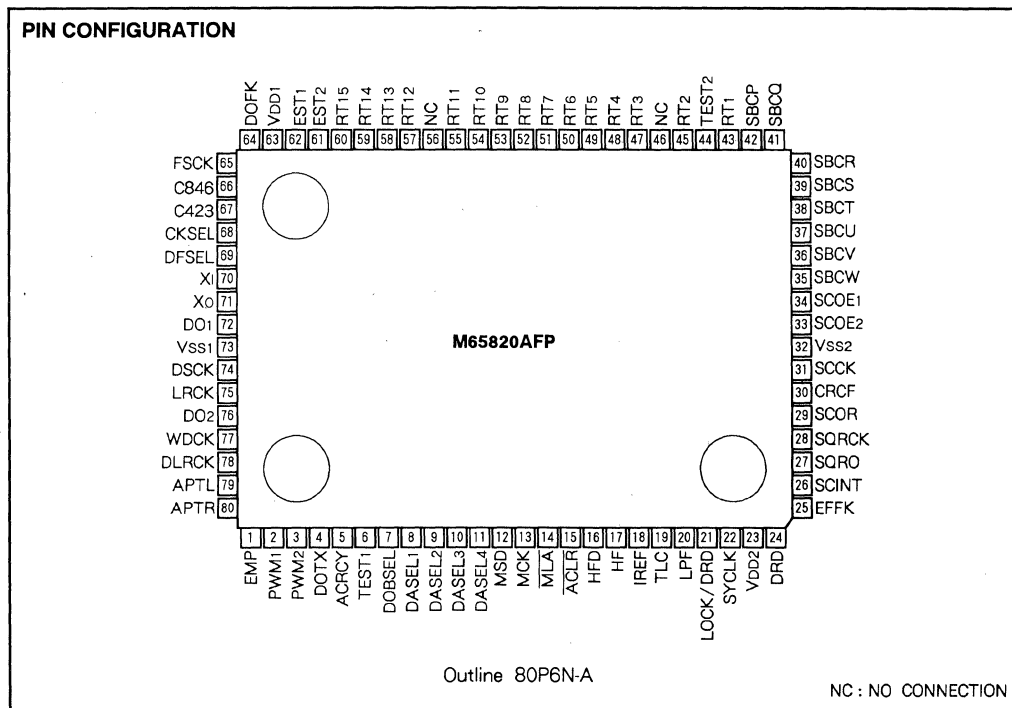 PIN CONFIGURATION
DOFK
VDD1
EST1
EST2
RT15
RT14
RT13
RT12
NC
RT11
RT10
RT9
RT8
RT7
RT6
RT5
RT4
RT3
NC
RT2
TEST2
RT1
SBCP
SBCQ
64 63 62 61 60 59 58 57 56 55 54 53 52 51 50 49 48 47 46 45 44 43 42 41
FSCK 65
C846 66
C423 67
CKSEL 68
DFSEL 69
XI 70
XO 71
DO1 72
VSS1 73
DSCK 74
LRCK 75
DO2 76
WDCK 77
DLRCK 78
APTL 79
APTR 80
M65820AFP
40 SBCR
39 SBCS
38 SBCT
37 SBCU
36 SBCV
35 SBCW
34 SCOE1
33 SCOE2
32 VSS2
31 SCCK
30 CRCF
29 SCOR
28 SQRCK
27 SQRO
26 SCINT
25 EFFK
1 2 3 4 5 6 7 8 9 10 11 12 13 14 15 16 17 18 19 20 21 22 23 24
EMP
PWM1
PWM2
DOTX
ACRCY
TEST1
DOBSEL
DASEL1
DASEL2
DASEL3
DASEL4
MSD
MCK
MLA
ACLR
HFD
HF
IREF
TLC
LPF
LOCK/DRD
SYCLK
VDD2
DRD
Outline 80P6N-A
NC : NO CONNECTION